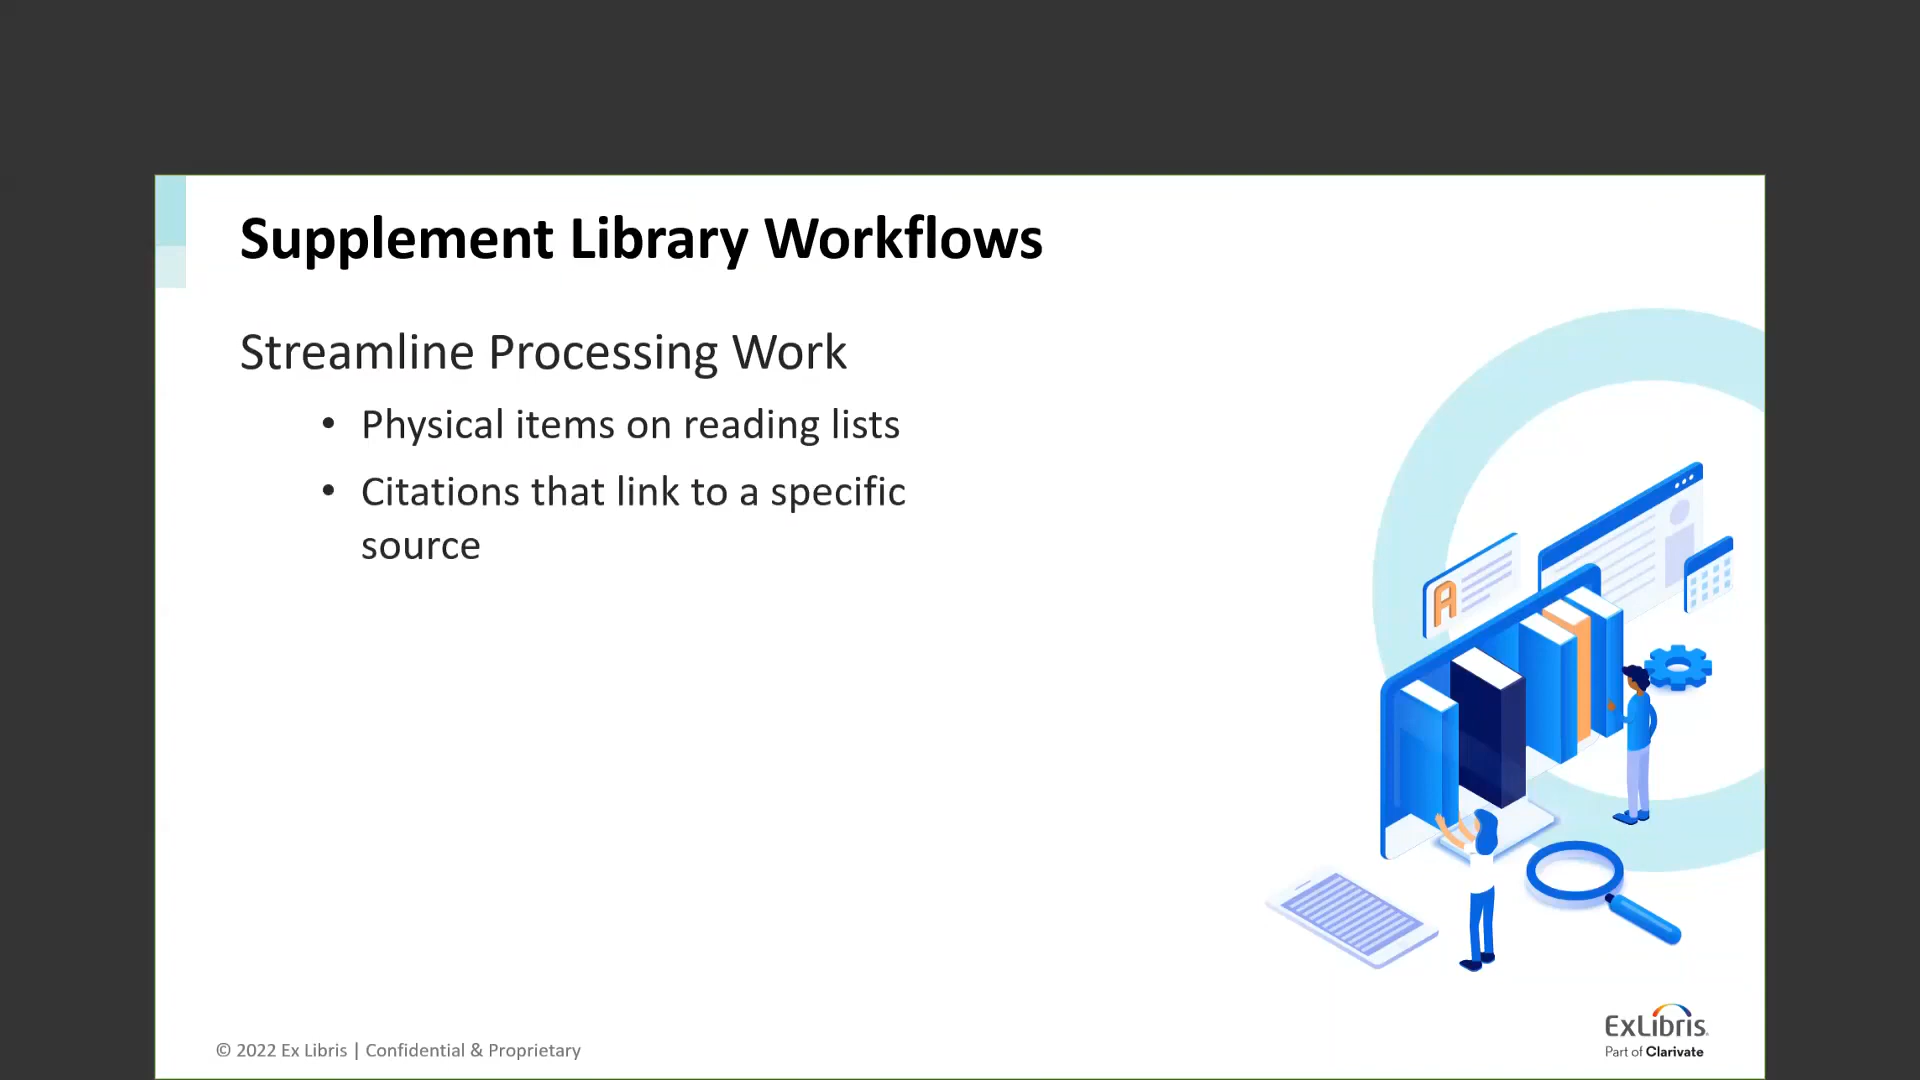 Supplement Library Workflows
Streamline Processing Work
• Physical items on reading lists
• Citations that link to a specific
source
A
© 2022 Ex Libris | Confidential & Proprietary
ExLibris
Part of Clarivate